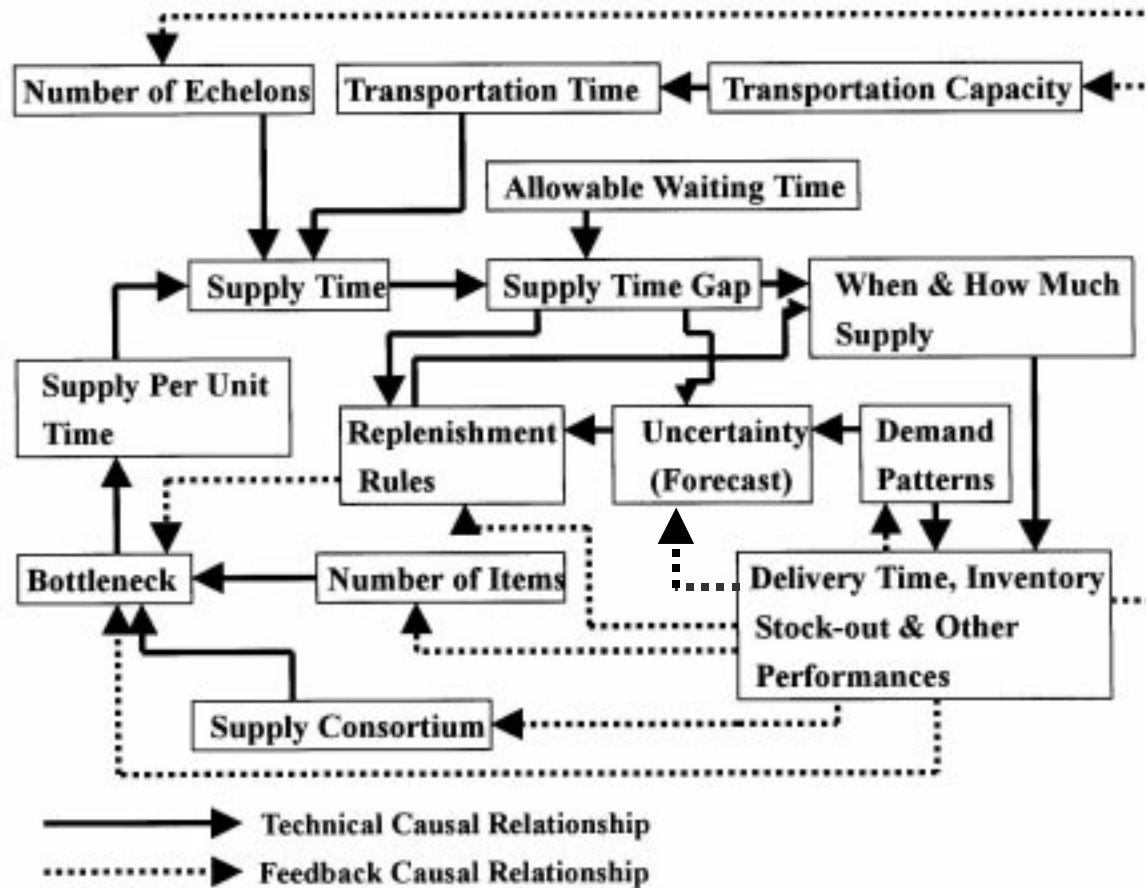 Number of Echelons
Transportation Time
Transportation Capacity
Allowable Waiting Time
Supply Time
Supply Time Gap
When & How Much
Supply
Supply Per Unit
Time
Replenishment
Rules
Uncertainty
(Forecast)
Demand
Patterns
Bottleneck
Number of Items
Delivery Time, Inventory
Stock-out & Other
Performances
Supply Consortium
Technical Causal Relationship
Feedback Causal Relationship